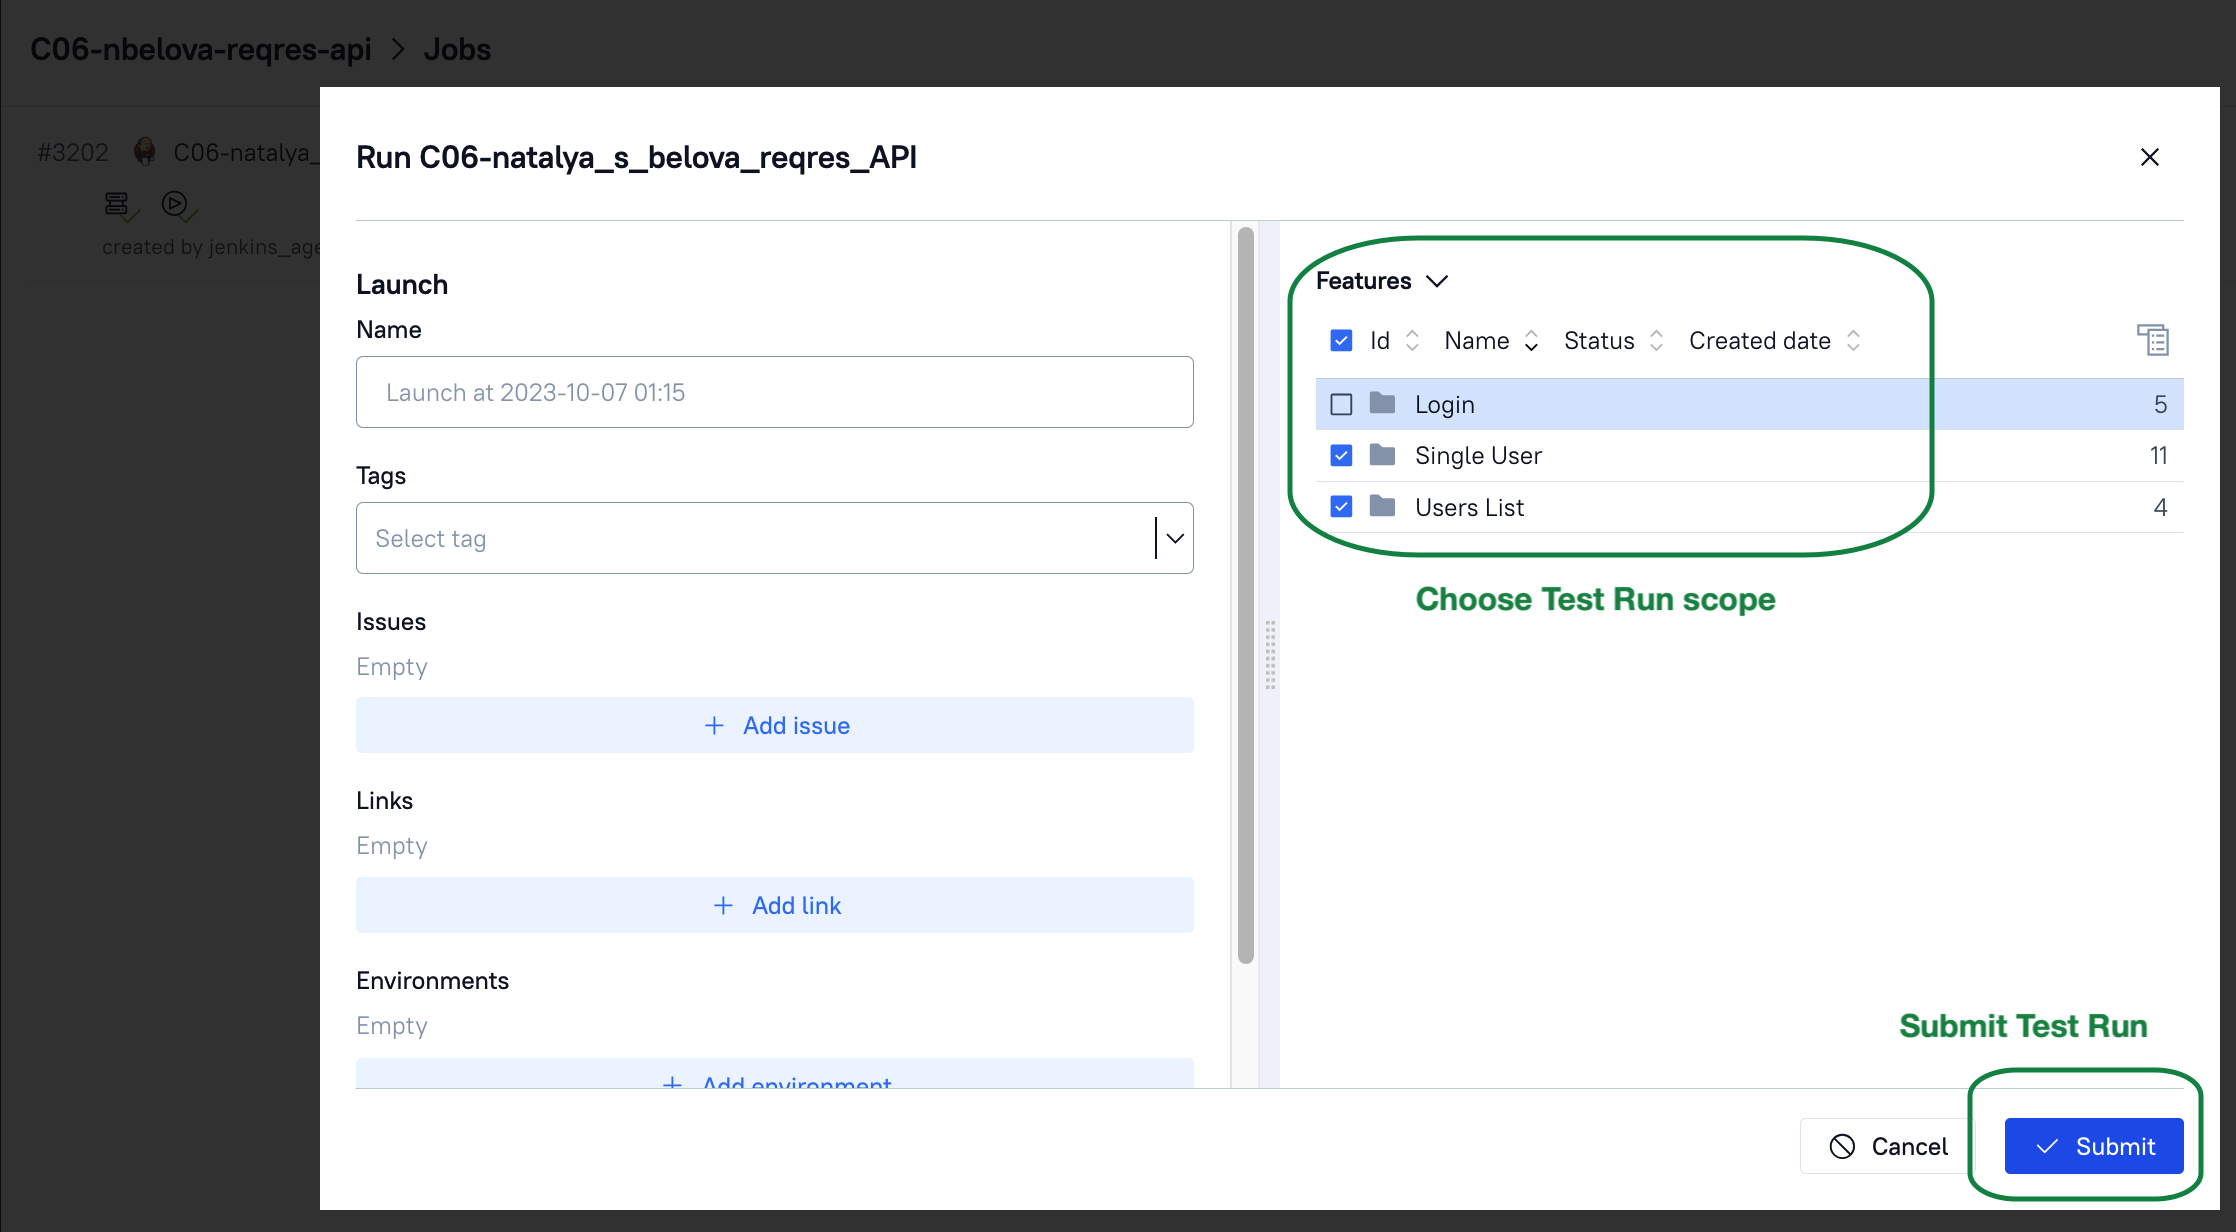 C06-nbelova-reqres-api > Jobs
#3202 C06-natalya_
created by jenkins_age
Run C06-natalya_s_belova_reqres_API
Launch
Name
Launch at 2023-10-07 01:15
Tags
Select tag
Issues
Empty
+ Add issue
Links
Empty
+ Add link
Environments
Empty
+ Add environment
Features
Id Name Status Created date
Login 5
Single User 11
Users List 4
Choose Test Run scope
Submit Test Run
Cancel Submit